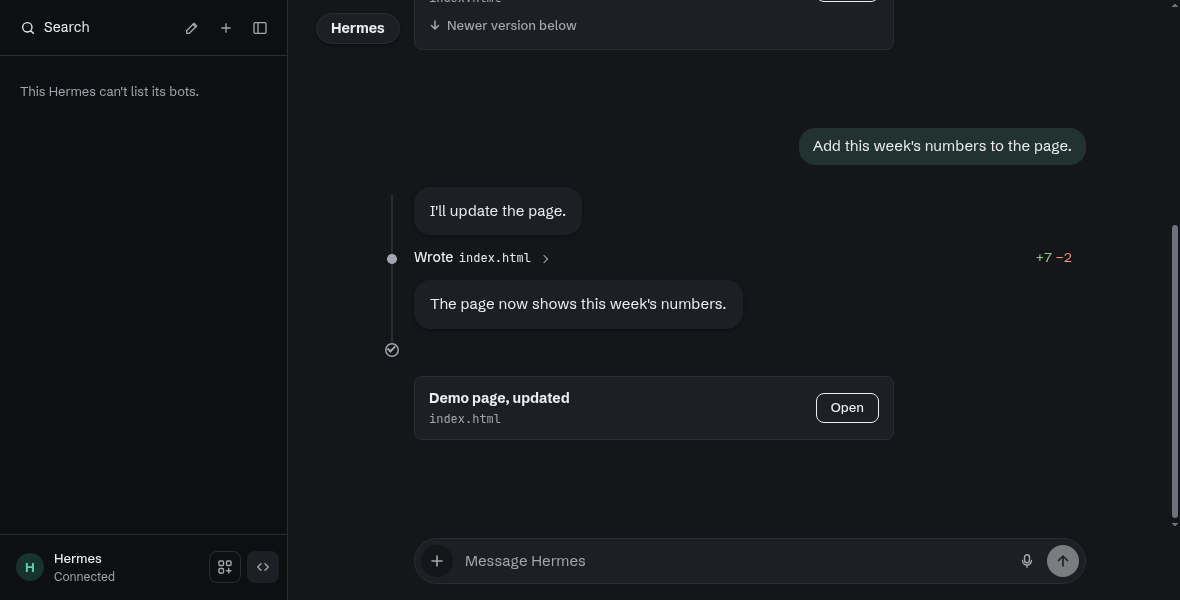 Search
This Hermes can't list its bots.
Hermes
Connected
Hermes
index.html
Newer version below
Add this week's numbers to the page.
I'll update the page.
Wrote index.html
+7 −2
The page now shows this week's numbers.
Demo page, updated
index.html
Open
Message Hermes